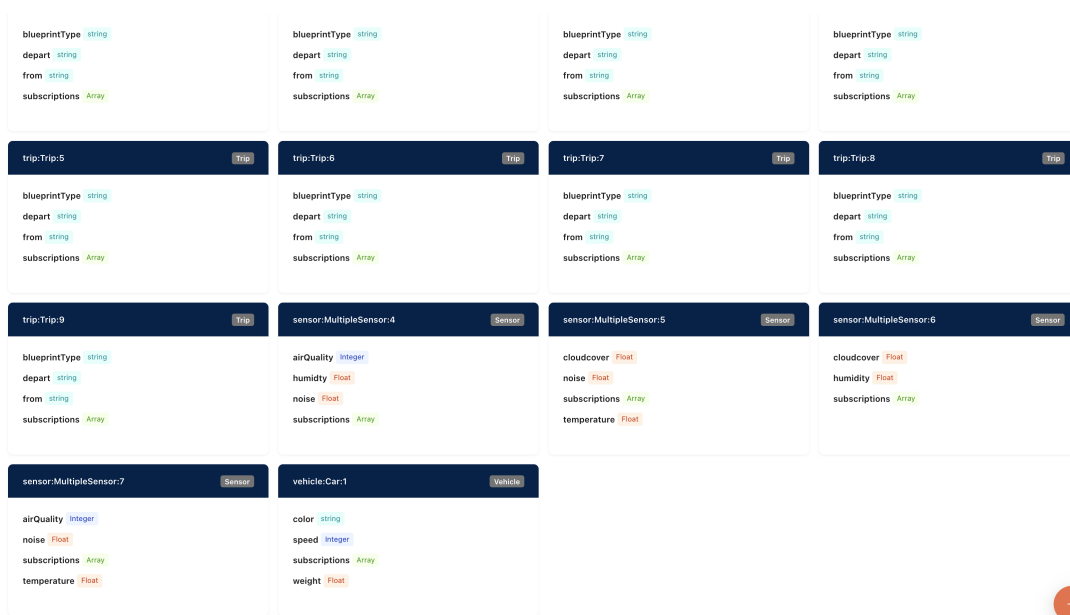 blueprintType string
depart string
from string
subscriptions Array
blueprintType string
depart string
from string
subscriptions Array
blueprintType string
depart string
from string
subscriptions Array
blueprintType string
depart string
from string
subscriptions Array
trip:Trip:5 Trip
blueprintType string
depart string
from string
subscriptions Array
trip:Trip:6 Trip
blueprintType string
depart string
from string
subscriptions Array
trip:Trip:7 Trip
blueprintType string
depart string
from string
subscriptions Array
trip:Trip:8 Trip
blueprintType string
depart string
from string
subscriptions Array
trip:Trip:9 Trip
blueprintType string
depart string
from string
subscriptions Array
sensor:MultipleSensor:4 Sensor
airQuality Integer
humidty Float
noise Float
subscriptions Array
sensor:MultipleSensor:5 Sensor
cloudcover Float
noise Float
subscriptions Array
temperature Float
sensor:MultipleSensor:6 Sensor
cloudcover Float
humidity Float
subscriptions Array
sensor:MultipleSensor:7 Sensor
airQuality Integer
noise Float
subscriptions Array
temperature Float
vehicle:Car:1 Vehicle
color string
speed Integer
subscriptions Array
weight Float